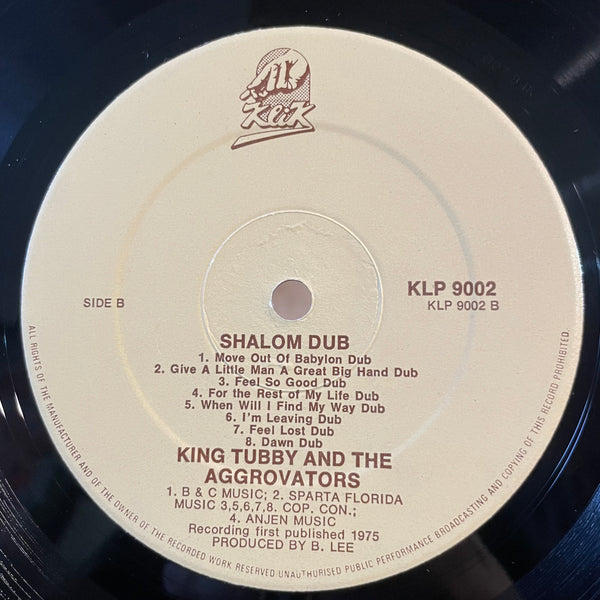 KLiK
SIDE B
KLP 9002
KLP 9002 B
SHALOM DUB
1. Move Out Of Babylon Dub
2. Give A Little Man A Great Big Hand Dub
3. Feel So Good Dub
4. For the Rest of My Life Dub
5. When Will I Find My Way Dub
6. I'm Leaving Dub
7. Feel Lost Dub
8. Dawn Dub
KING TUBBY AND THE
AGGROVATORS
1. B & C MUSIC; 2. SPARTA FLORIDA
MUSIC 3,5,6,7,8. COP. CON.;
4. ANJEN MUSIC
Recording first published 1975
PRODUCED BY B. LEE
ALL RIGHTS OF THE MANUFACTURER AND OF THE OWNER OF THE RECORDED WORK RESERVED UNAUTHORISED PUBLIC PERFORMANCE BROADCASTING AND COPYING OF THIS RECORD PROHIBITED.